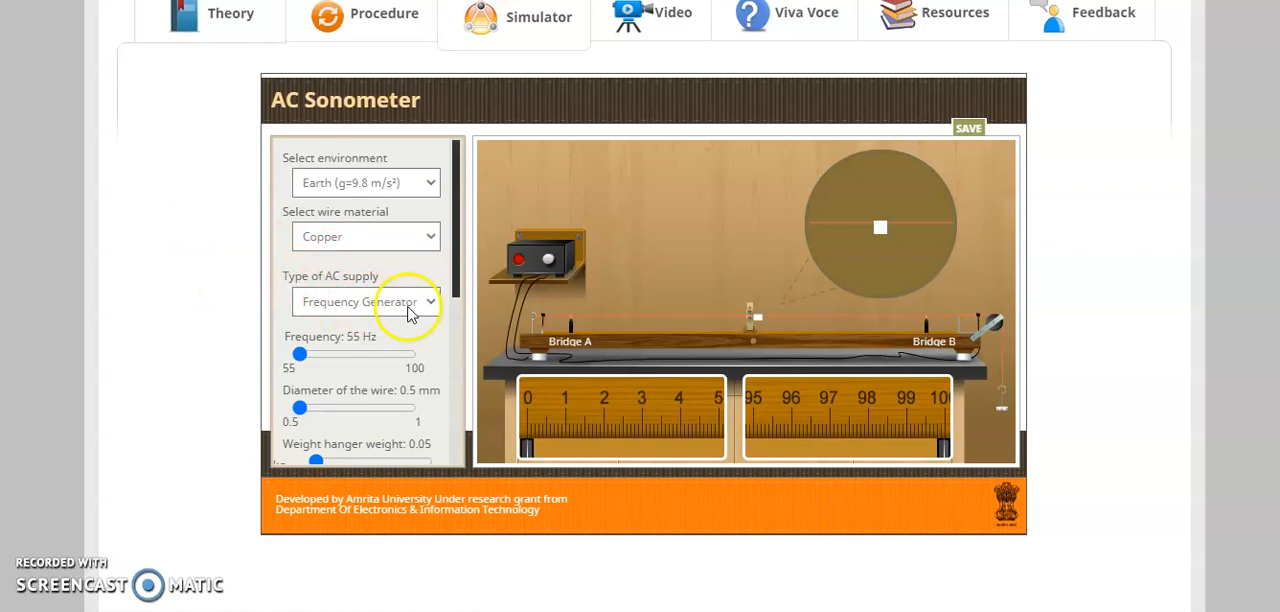 Theory
Procedure
Simulator
Video
Viva Voce
Resources
Feedback
AC Sonometer
SAVE
Select environment
Earth (g=9.8 m/s²)
Select wire material
Copper
Type of AC supply
Frequency Generator
Frequency: 55 Hz
55 100
Diameter of the wire: 0.5 mm
0.5 1
Weight hanger weight: 0.05
Bridge A
Bridge B
0 1 2 3 4 5
95 96 97 98 99 100
Developed by Amrita University Under research grant from
Department Of Electronics & Information Technology
RECORDED WITH
SCREENCAST MATIC